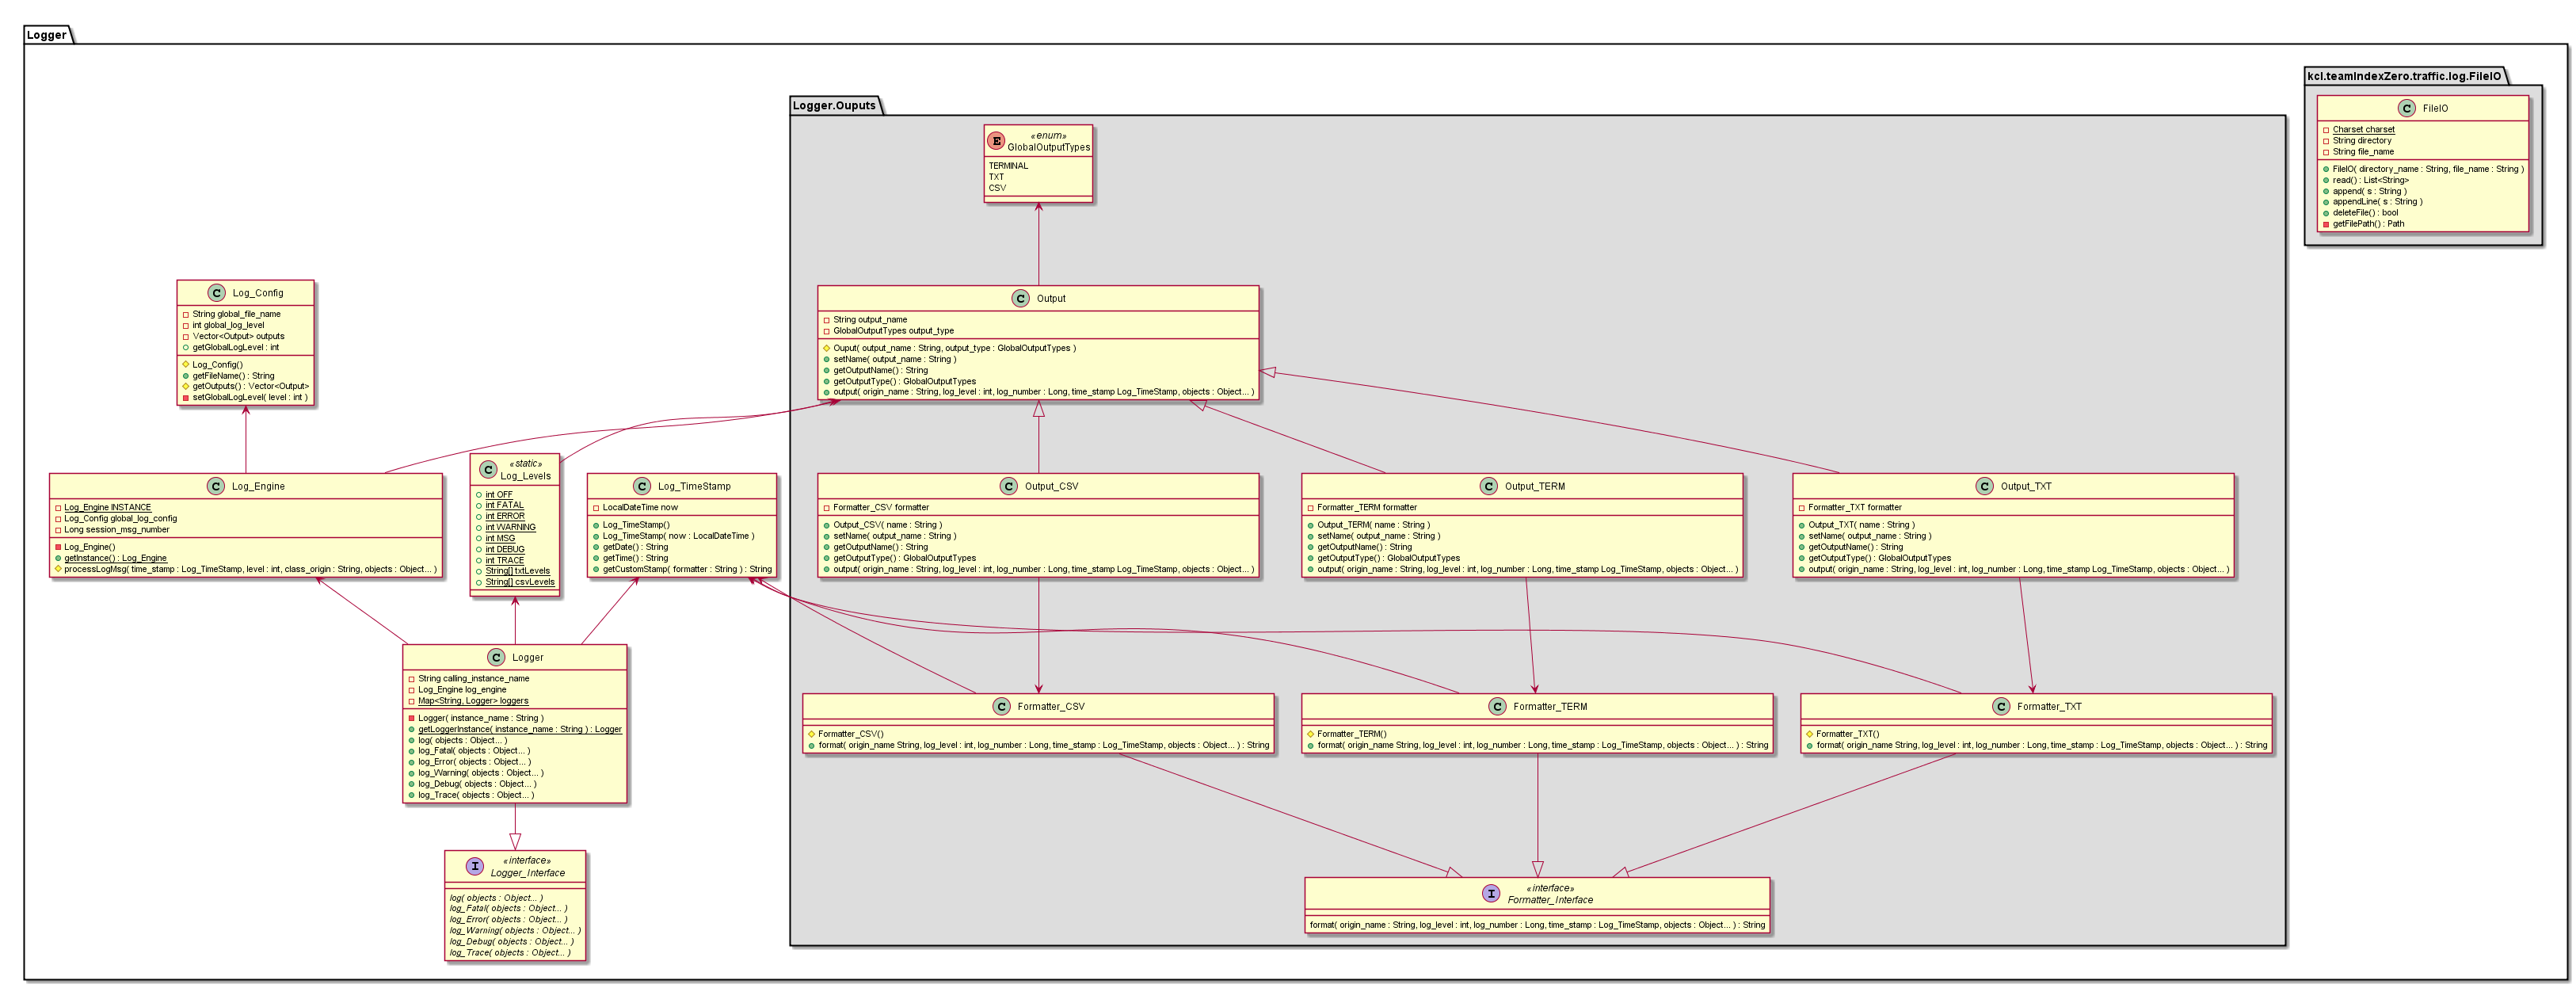 Logger
kcl.teamIndexZero.traffic.log.FileIO
C FileIO
Charset charset
String directory
String file_name
FileIO( directory_name : String, file_name : String )
read() : List<String>
append( s : String )
appendLine( s : String )
deleteFile() : bool
getFilePath() : Path
Logger.Ouputs
«enum»
E GlobalOutputTypes
TERMINAL
TXT
CSV
C Log_Config
String global_file_name
int global_log_level
Vector<Output> outputs
getGlobalLogLevel : int
Log_Config()
getFileName() : String
getOutputs() : Vector<Output>
setGlobalLogLevel( level : int )
C Output
String output_name
GlobalOutputTypes output_type
Ouput( output_name : String, output_type : GlobalOutputTypes )
setName( output_name : String )
getOutputName() : String
getOutputType() : GlobalOutputTypes
output( origin_name : String, log_level : int, log_number : Long, time_stamp Log_TimeStamp, objects : Object... )
C Log_Engine
Log_Engine INSTANCE
Log_Config global_log_config
Long session_msg_number
Log_Engine()
getInstance() : Log_Engine
processLogMsg( time_stamp : Log_TimeStamp, level : int, class_origin : String, objects : Object... )
«static»
C Log_Levels
int OFF
int FATAL
int ERROR
int WARNING
int MSG
int DEBUG
int TRACE
String[] txtLevels
String[] csvLevels
C Log_TimeStamp
LocalDateTime now
Log_TimeStamp()
Log_TimeStamp( now : LocalDateTime )
getDate() : String
getTime() : String
getCustomStamp( formatter : String ) : String
C Output_CSV
Formatter_CSV formatter
Output_CSV( name : String )
setName( output_name : String )
getOutputName() : String
getOutputType() : GlobalOutputTypes
output( origin_name : String, log_level : int, log_number : Long, time_stamp Log_TimeStamp, objects : Object... )
C Output_TERM
Formatter_TERM formatter
Output_TERM( name : String )
setName( output_name : String )
getOutputName() : String
getOutputType() : GlobalOutputTypes
output( origin_name : String, log_level : int, log_number : Long, time_stamp Log_TimeStamp, objects : Object... )
C Output_TXT
Formatter_TXT formatter
Output_TXT( name : String )
setName( output_name : String )
getOutputName() : String
getOutputType() : GlobalOutputTypes
output( origin_name : String, log_level : int, log_number : Long, time_stamp Log_TimeStamp, objects : Object... )
C Logger
String calling_instance_name
Log_Engine log_engine
Map<String, Logger> loggers
Logger( instance_name : String )
getLoggerInstance( instance_name : String ) : Logger
log( objects : Object... )
log_Fatal( objects : Object... )
log_Error( objects : Object... )
log_Warning( objects : Object... )
log_Debug( objects : Object... )
log_Trace( objects : Object... )
C Formatter_CSV
Formatter_CSV()
format( origin_name String, log_level : int, log_number : Long, time_stamp : Log_TimeStamp, objects : Object... ) : String
C Formatter_TERM
Formatter_TERM()
format( origin_name String, log_level : int, log_number : Long, time_stamp : Log_TimeStamp, objects : Object... ) : String
C Formatter_TXT
Formatter_TXT()
format( origin_name String, log_level : int, log_number : Long, time_stamp : Log_TimeStamp, objects : Object... ) : String
«interface»
I Logger_Interface
log( objects : Object... )
log_Fatal( objects : Object... )
log_Error( objects : Object... )
log_Warning( objects : Object... )
log_Debug( objects : Object... )
log_Trace( objects : Object... )
«interface»
I Formatter_Interface
format( origin_name : String, log_level : int, log_number : Long, time_stamp : Log_TimeStamp, objects : Object... ) : String